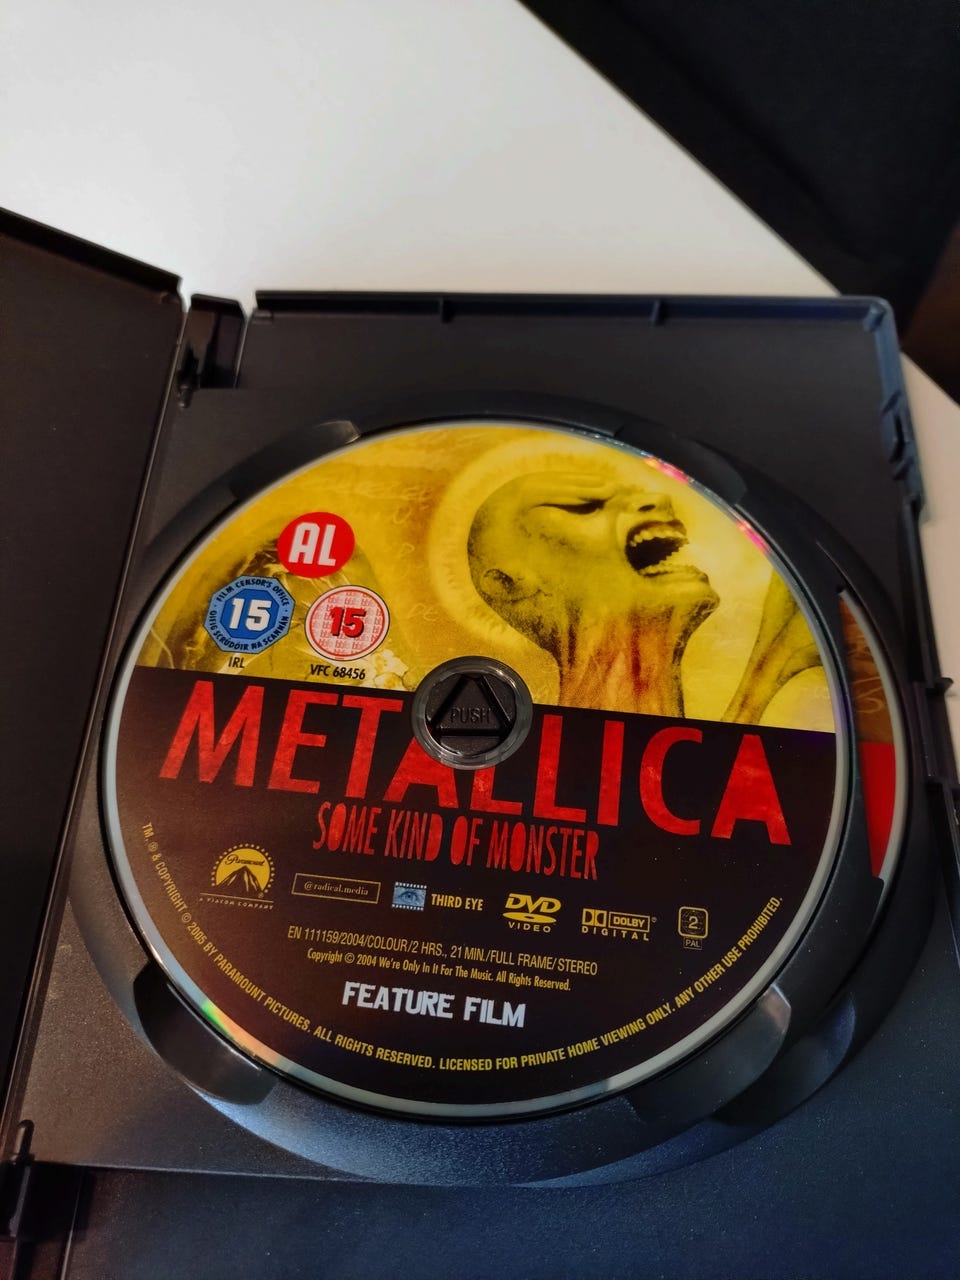 AL
FILM CENSOR'S OFFICE
15
OIFIG SCRÚDÓIR NA SCANNÁN
IRL
15
VFC 68456
PUSH
METALLICA
SOME KIND OF MONSTER
Paramount
A VIACOM COMPANY
@radical.media
THIRD EYE
DVD
VIDEO
DOLBY
DIGITAL
2
PAL
EN 111159/2004/COLOUR/2 HRS., 21 MIN./FULL FRAME/STEREO
Copyright © 2004 We're Only In It For The Music. All Rights Reserved.
FEATURE FILM
TM, ® & COPYRIGHT © 2005 BY PARAMOUNT PICTURES. ALL RIGHTS RESERVED. LICENSED FOR PRIVATE HOME VIEWING ONLY. ANY OTHER USE PROHIBITED.